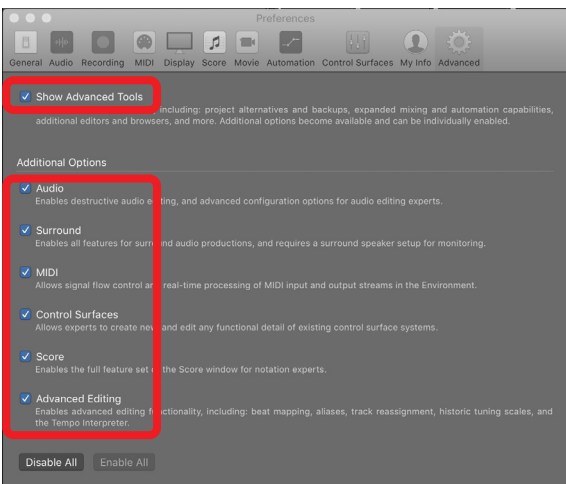 Preferences
General Audio Recording MIDI Display Score Movie Automation Control Surfaces My Info Advanced
Show Advanced Tools
including: project alternatives and backups, expanded mixing and automation capabilities,
additional editors and browsers, and more. Additional options become available and can be individually enabled.
Additional Options
Audio
Enables destructive audio editing, and advanced configuration options for audio editing experts.
Surround
Enables all features for surround audio productions, and requires a surround speaker setup for monitoring.
MIDI
Allows signal flow control and real-time processing of MIDI input and output streams in the Environment.
Control Surfaces
Allows experts to create new and edit any functional detail of existing control surface systems.
Score
Enables the full feature set of the Score window for notation experts.
Advanced Editing
Enables advanced editing functionality, including: beat mapping, aliases, track reassignment, historic tuning scales, and
the Tempo Interpreter.
Disable All Enable All